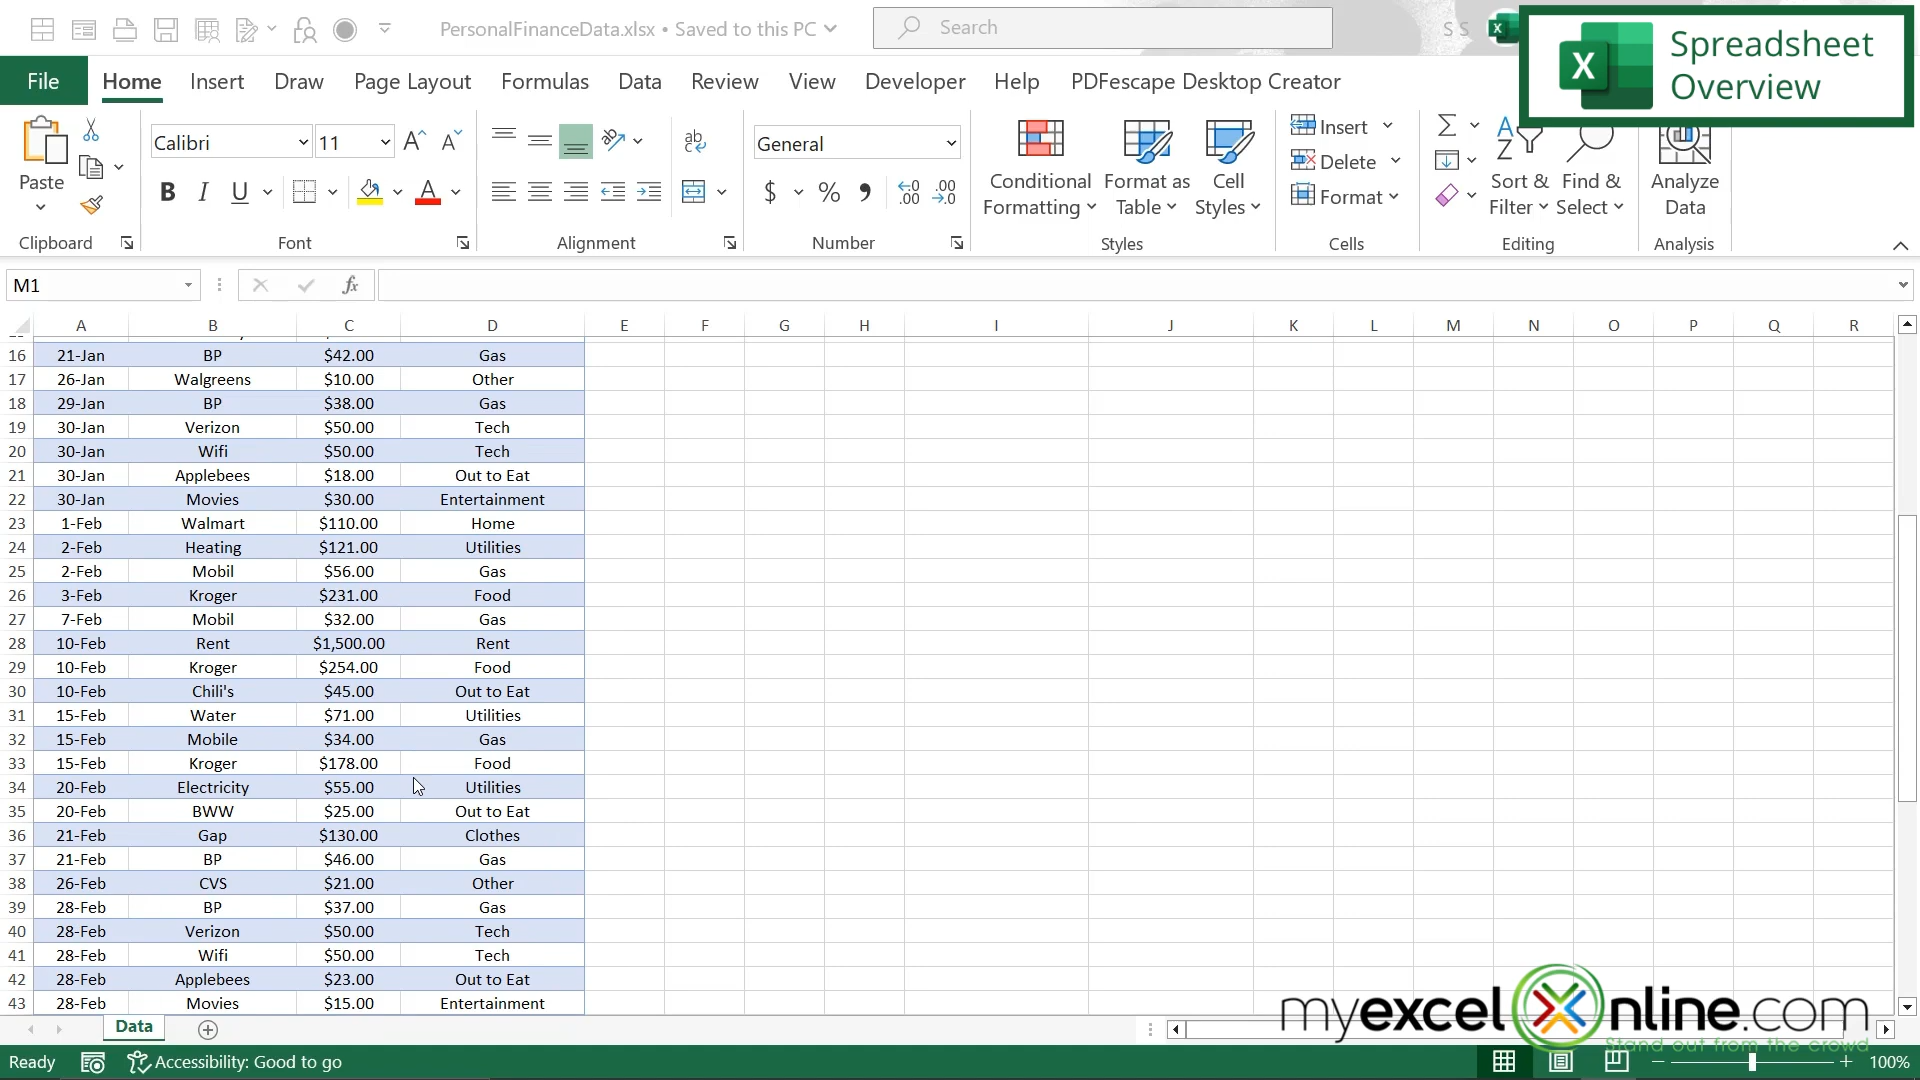 PersonalFinanceData.xlsx • Saved to this PC
Search
S S
Spreadsheet
Overview
File Home Insert Draw Page Layout Formulas Data Review View Developer Help PDFescape Desktop Creator
Paste
Calibri 11
General
Conditional
Formatting
Format as
Table
Cell
Styles
Insert
Delete
Format
Sort &
Filter
Find &
Select
Analyze
Data
Clipboard Font Alignment Number Styles Cells Editing Analysis
M1
A B C D E F G H I J K L M N O P Q R
16 21-Jan BP $42.00 Gas
17 26-Jan Walgreens $10.00 Other
18 29-Jan BP $38.00 Gas
19 30-Jan Verizon $50.00 Tech
20 30-Jan Wifi $50.00 Tech
21 30-Jan Applebees $18.00 Out to Eat
22 30-Jan Movies $30.00 Entertainment
23 1-Feb Walmart $110.00 Home
24 2-Feb Heating $121.00 Utilities
25 2-Feb Mobil $56.00 Gas
26 3-Feb Kroger $231.00 Food
27 7-Feb Mobil $32.00 Gas
28 10-Feb Rent $1,500.00 Rent
29 10-Feb Kroger $254.00 Food
30 10-Feb Chili's $45.00 Out to Eat
31 15-Feb Water $71.00 Utilities
32 15-Feb Mobile $34.00 Gas
33 15-Feb Kroger $178.00 Food
34 20-Feb Electricity $55.00 Utilities
35 20-Feb BWW $25.00 Out to Eat
36 21-Feb Gap $130.00 Clothes
37 21-Feb BP $46.00 Gas
38 26-Feb CVS $21.00 Other
39 28-Feb BP $37.00 Gas
40 28-Feb Verizon $50.00 Tech
41 28-Feb Wifi $50.00 Tech
42 28-Feb Applebees $23.00 Out to Eat
43 28-Feb Movies $15.00 Entertainment
myexcelonline.com
Stand out from the crowd
Data
Ready Accessibility: Good to go 100%